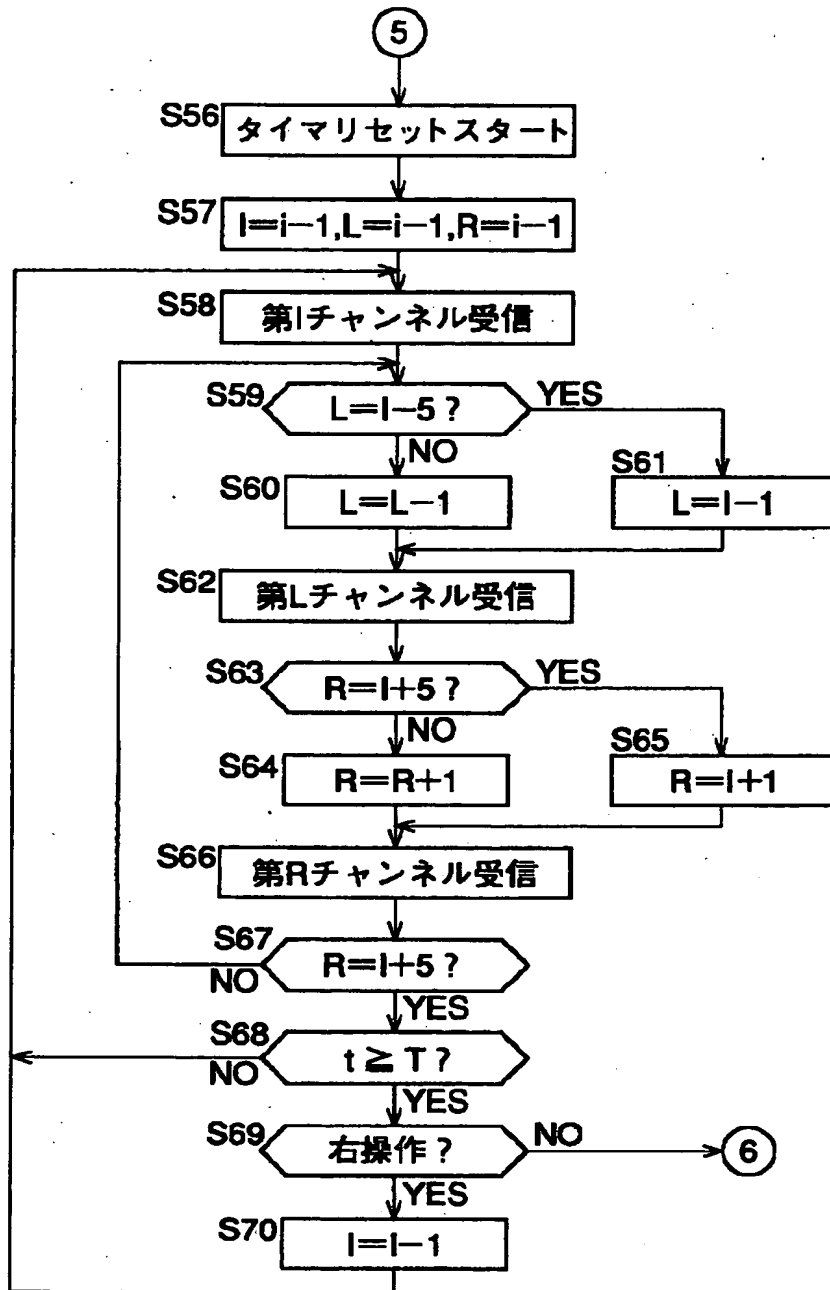 5
S56
タイマリセットスタート
S57
I=i−1,L=i−1,R=i−1
S58
第Iチャンネル受信
S59
L=I−5?
YES
NO
S60
L=L−1
S61
L=I−1
S62
第Lチャンネル受信
S63
R=I+5?
YES
NO
S64
R=R+1
S65
R=I+1
S66
第Rチャンネル受信
S67
R=I+5?
NO
YES
S68
t≧T?
NO
YES
S69
右操作?
NO
6
YES
S70
I=I−1